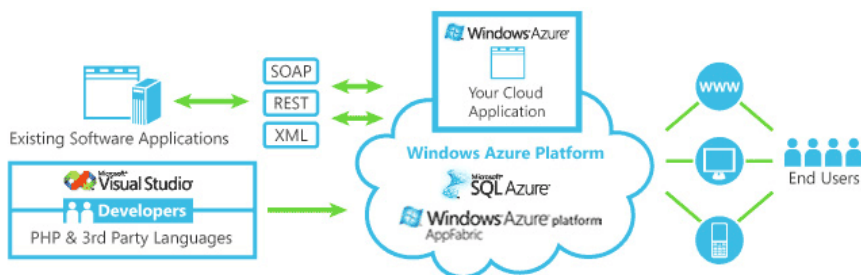 Existing Software Applications
SOAP
REST
XML
Windows Azure
Your Cloud
Application
Windows Azure Platform
Microsoft
SQL Azure
Windows Azure platform
AppFabric
Microsoft
Visual Studio
Developers
PHP & 3rd Party Languages
www
End Users